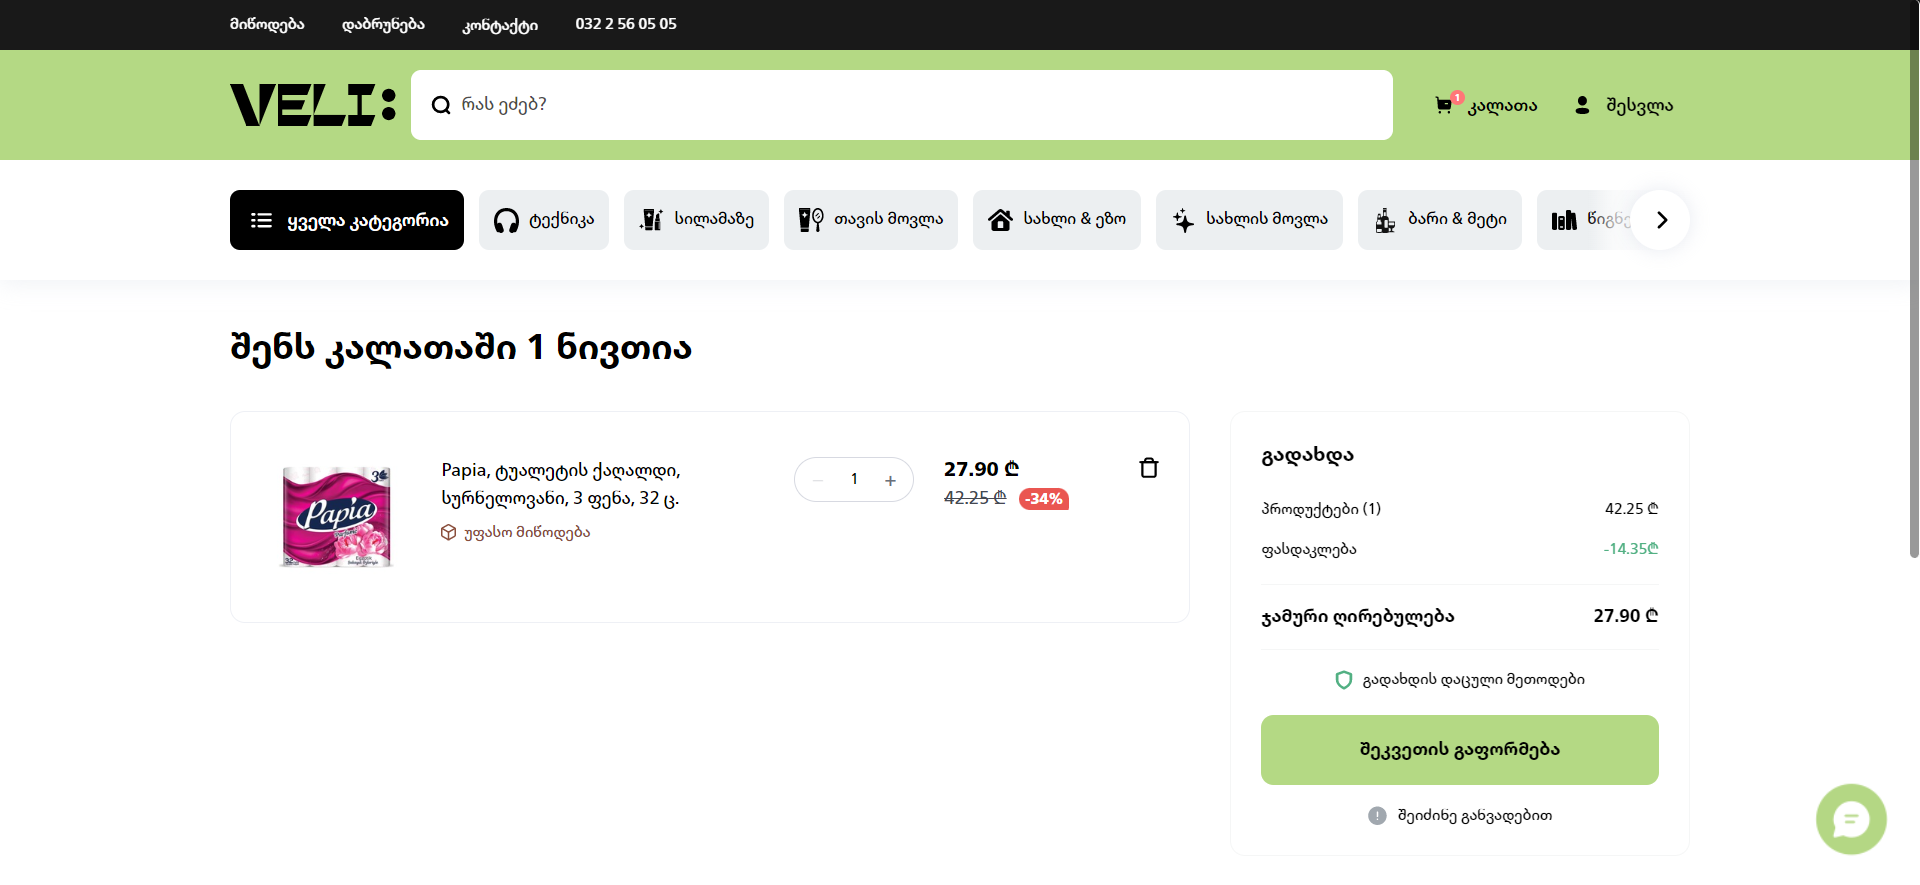 მიწოდება დაბრუნება კონტაქტი 032 2 56 05 05
VELI:
რას ეძებ?
1
კალათა
შესვლა
ყველა კატეგორია
ტექნიკა
სილამაზე
თავის მოვლა
სახლი & ეზო
სახლის მოვლა
ბარი & მეტი
შენს კალათაში 1 ნივთია
Papia
Papia, ტუალეტის ქაღალდი,
სურნელოვანი, 3 ფენა, 32 ც.
უფასო მიწოდება
1
27.90 ₾
42.25 ₾ -34%
გადახდა
პროდუქტები (1) 42.25 ₾
ფასდაკლება -14.35₾
ჯამური ღირებულება 27.90 ₾
გადახდის დაცული მეთოდები
შეკვეთის გაფორმება
შეიძინე განვადებით